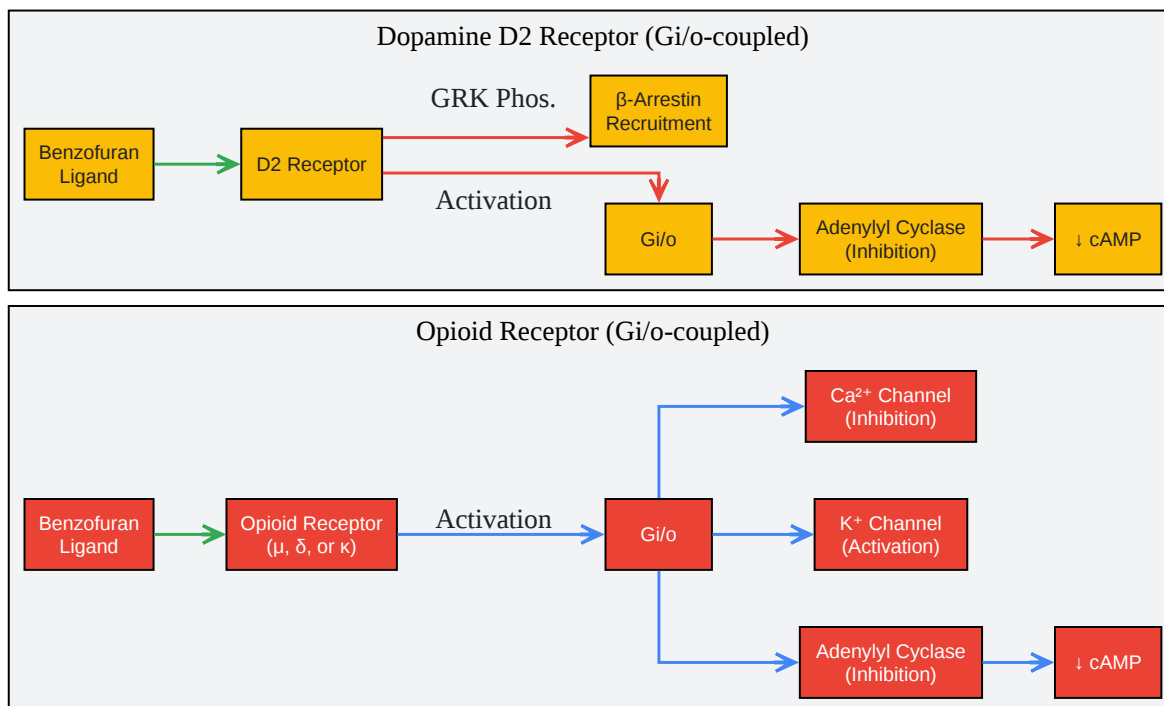 Dopamine D2 Receptor (Gi/o-coupled)
GRK Phos.
β-Arrestin
Recruitment
Benzofuran
Ligand
D2 Receptor
Activation
Gi/o
Adenylyl Cyclase
(Inhibition)
↓ cAMP
Opioid Receptor (Gi/o-coupled)
Ca²⁺ Channel
(Inhibition)
Benzofuran
Ligand
Opioid Receptor
(μ, δ, or κ)
Activation
Gi/o
K⁺ Channel
(Activation)
Adenylyl Cyclase
(Inhibition)
↓ cAMP